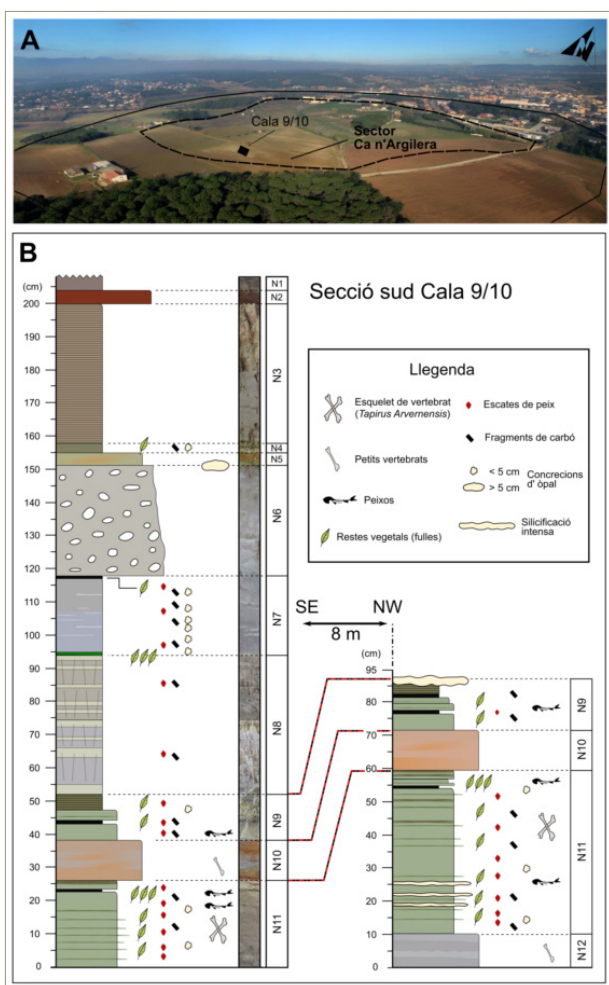 A
N
Cala 9/10
Sector
Ca n'Argilera
B
Secció sud Cala 9/10
(cm)
200
190
180
170
160
150
140
130
120
110
100
90
80
70
60
50
40
30
20
10
0
N1
N2
N3
N4
N5
N6
N7
N8
N9
N10
N11
Llegenda
Esquelet de vertebrat
(Tapirus Arvernensis)
Petits vertebrats
Peixos
Restes vegetals (fulles)
Escates de peix
Fragments de carbó
< 5 cm
> 5 cm
Concrecions
d' òpal
Silicificació
intensa
SE
NW
8 m
(cm)
95
80
70
60
50
40
30
20
10
0
N9
N10
N11
N12